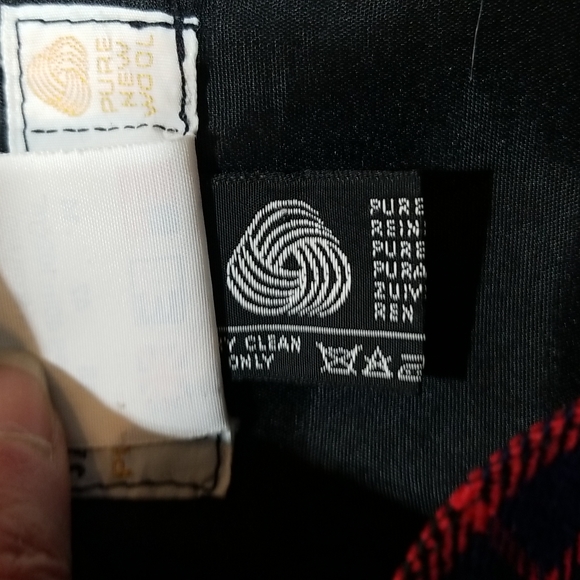 PURE
NEW
WOOL
PURE
REIN
PURE
PURA
ZUIV
REN
Y CLEAN
ONLY